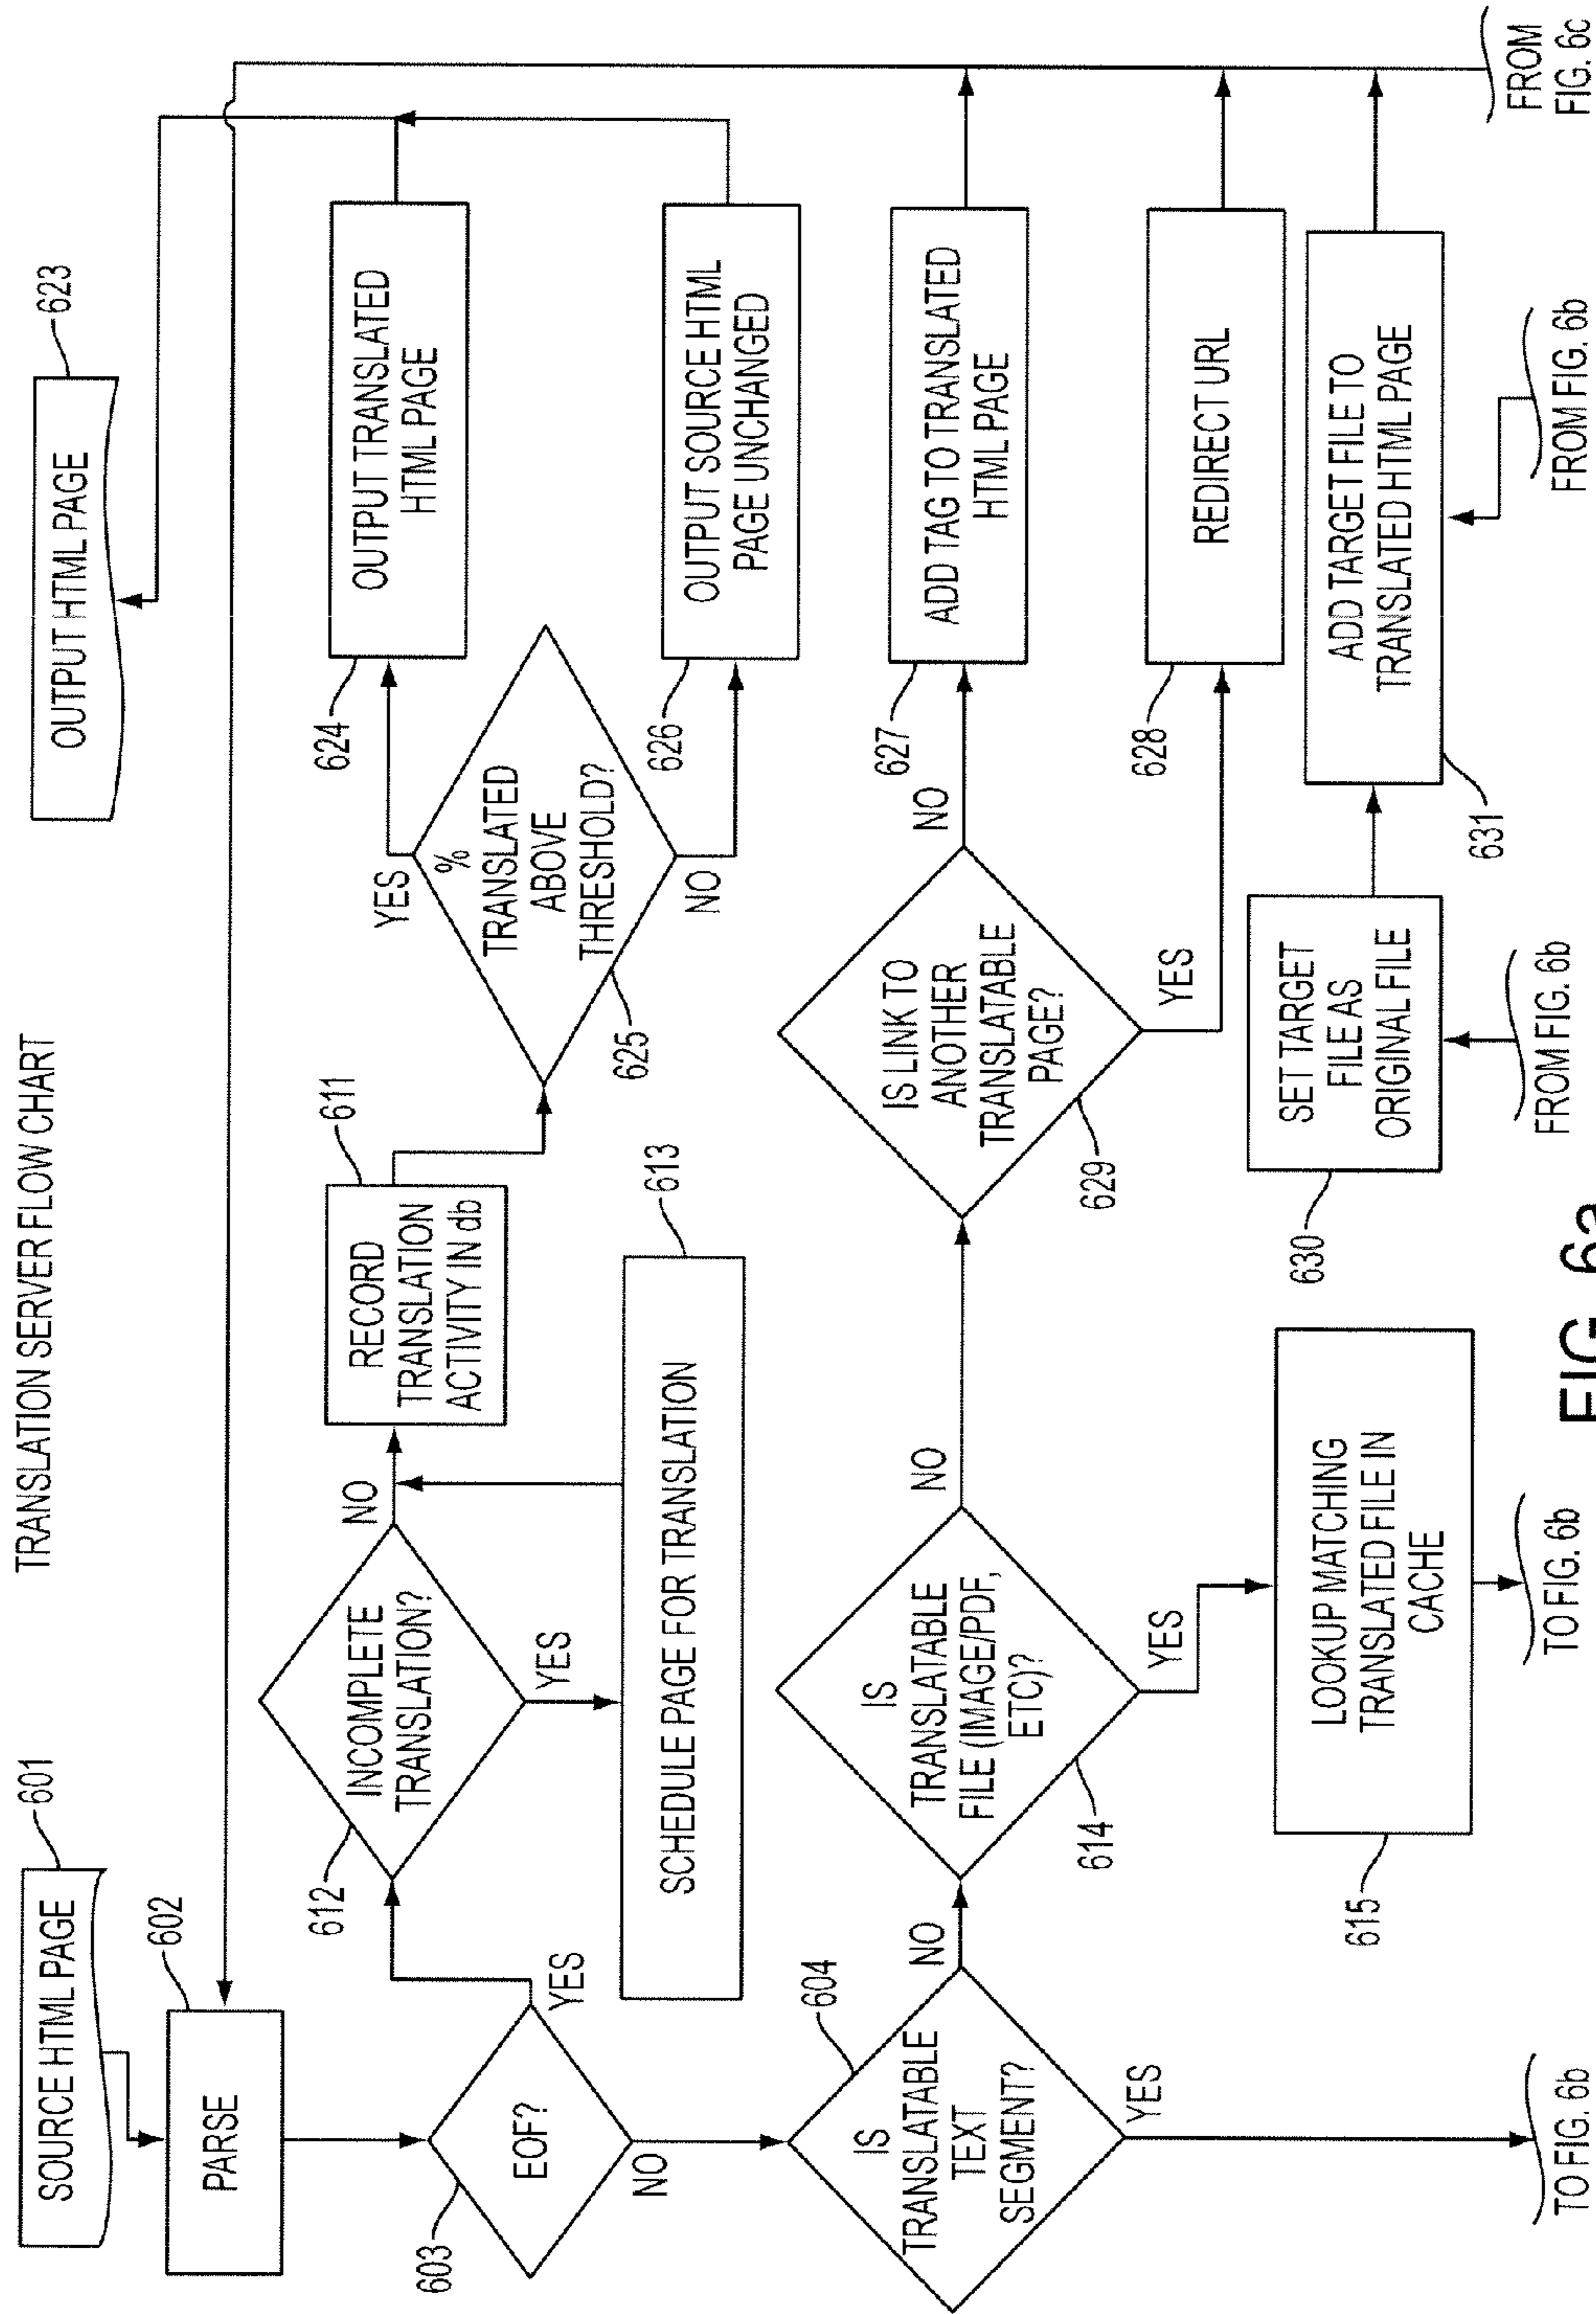 TRANSLATION SERVER FLOW CHART
SOURCE HTML PAGE
601
PARSE
602
EOF?
603
YES
NO
INCOMPLETE
TRANSLATION?
612
NO
YES
SCHEDULE PAGE FOR TRANSLATION
613
RECORD
TRANSLATION
ACTIVITY IN db
611
%
TRANSLATED
ABOVE
THRESHOLD?
625
YES
NO
OUTPUT TRANSLATED
HTML PAGE
624
OUTPUT SOURCE HTML
PAGE UNCHANGED
626
OUTPUT HTML PAGE
623
IS
TRANSLATABLE
TEXT
SEGMENT?
604
NO
YES
TO FIG. 6b
IS
TRANSLATABLE
FILE (IMAGE/PDF,
ETC)?
614
NO
YES
LOOKUP MATCHING
TRANSLATED FILE IN
CACHE
615
TO FIG. 6b
IS LINK TO
ANOTHER
TRANSLATABLE
PAGE?
629
NO
YES
ADD TAG TO TRANSLATED
HTML PAGE
627
REDIRECT URL
628
SET TARGET
FILE AS
ORIGINAL FILE
630
FROM FIG. 6b
ADD TARGET FILE TO
TRANSLATED HTML PAGE
631
FROM FIG. 6b
FROM
FIG. 6c
FIG. 6a